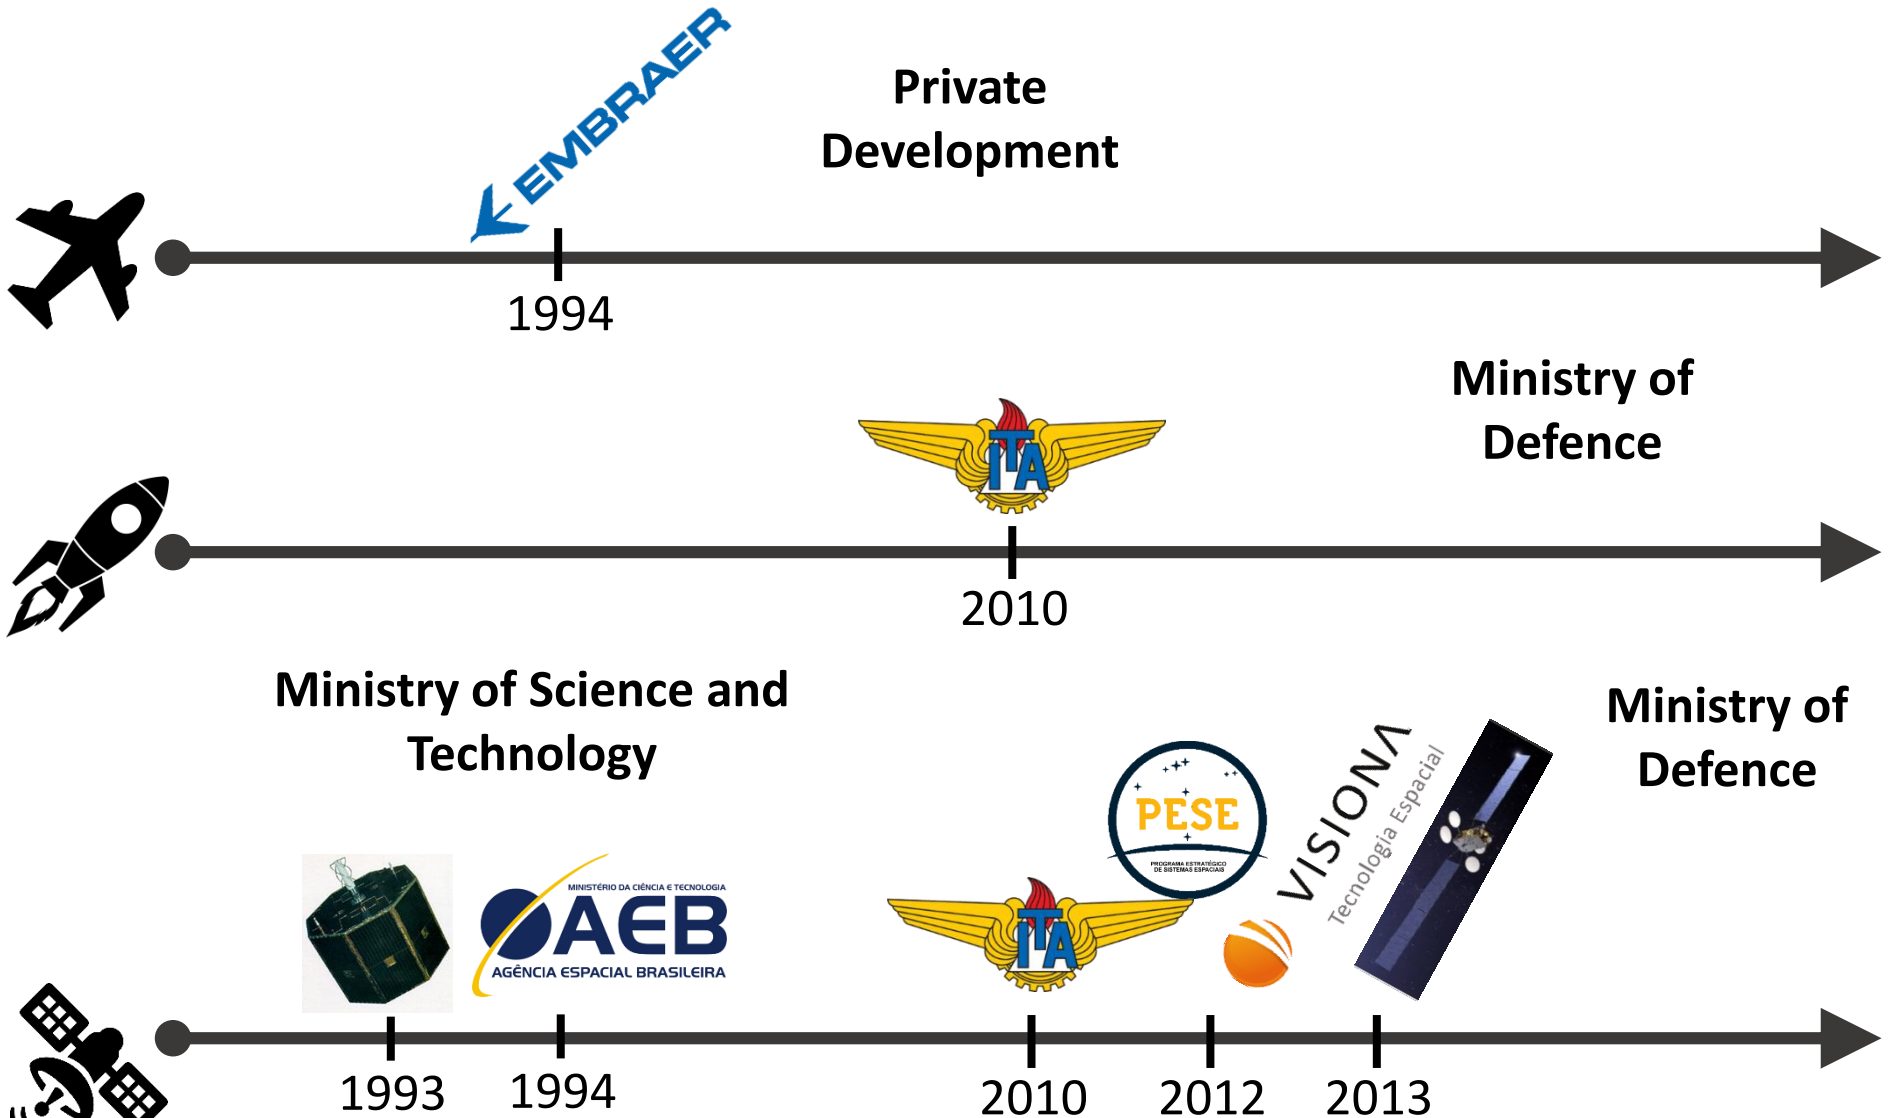 EMBRAER
Private
Development
1994
Ministry of
Defence
ITA
2010
Ministry of Science and
Technology
Ministry of
Defence
PESE
PROGRAMA ESTRATÉGICO
DE SISTEMAS ESPACIAIS
VISIONA
Tecnologia Espacial
MINISTÉRIO DA CIÊNCIA E TECNOLOGIA
AEB
AGÊNCIA ESPACIAL BRASILEIRA
ITA
1993
1994
2010
2012
2013